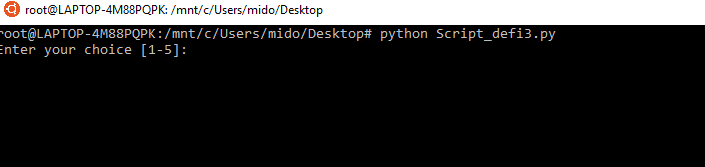 root@LAPTOP-4M88PQPK: /mnt/c/Users/mido/Desktop
root@LAPTOP-4M88PQPK:/mnt/c/Users/mido/Desktop# python Script_defi3.py
Enter your choice [1-5]: